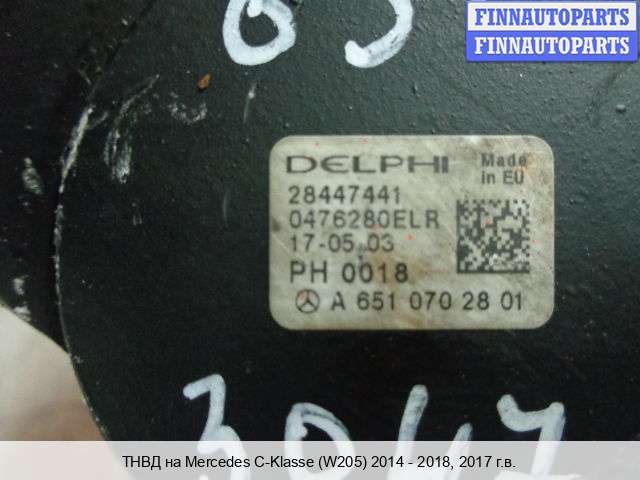 FINNAUTOPARTS
FINNAUTOPARTS
DELPHI Made
in EU
28447441
0476280ELR
17-05.03
PH 0018
A 651 070 28 01
ТНВД на Mercedes C-Klasse (W205) 2014 - 2018, 2017 г.в.